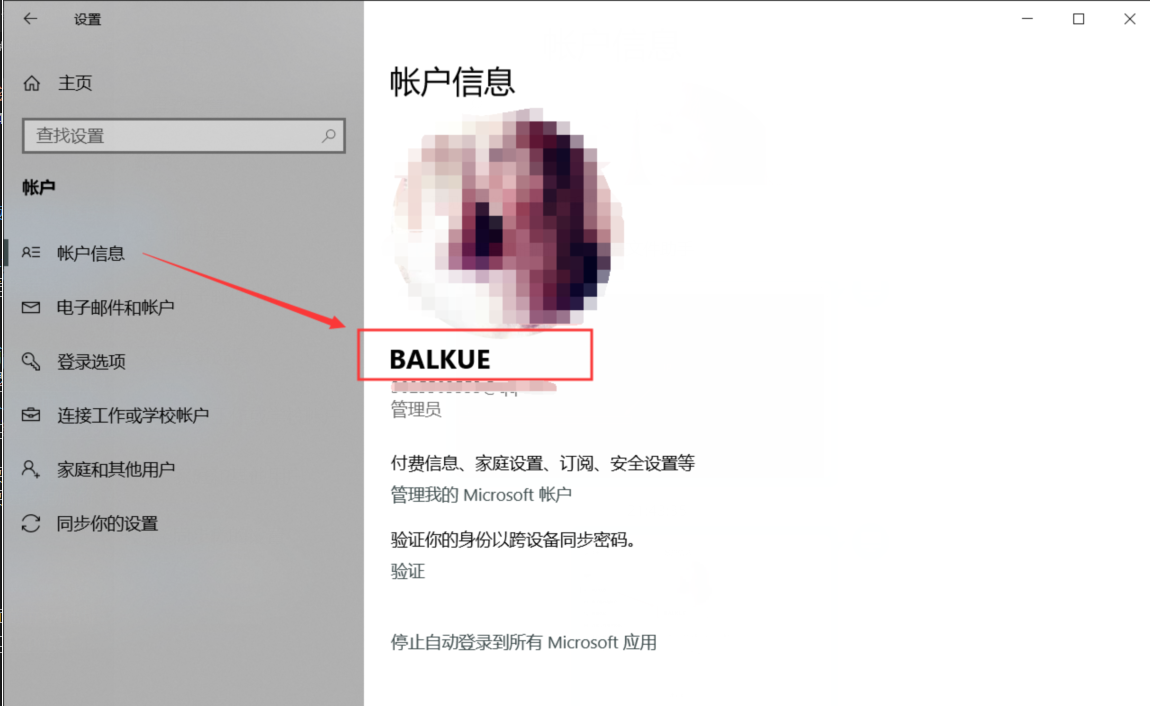 设置
主页
查找设置
帐户
帐户信息
电子邮件和帐户
登录选项
连接工作或学校帐户
家庭和其他用户
同步你的设置
帐户信息
BALKUE
管理员
付费信息、家庭设置、订阅、安全设置等
管理我的 Microsoft 帐户
验证你的身份以跨设备同步密码。
验证
停止自动登录到所有 Microsoft 应用